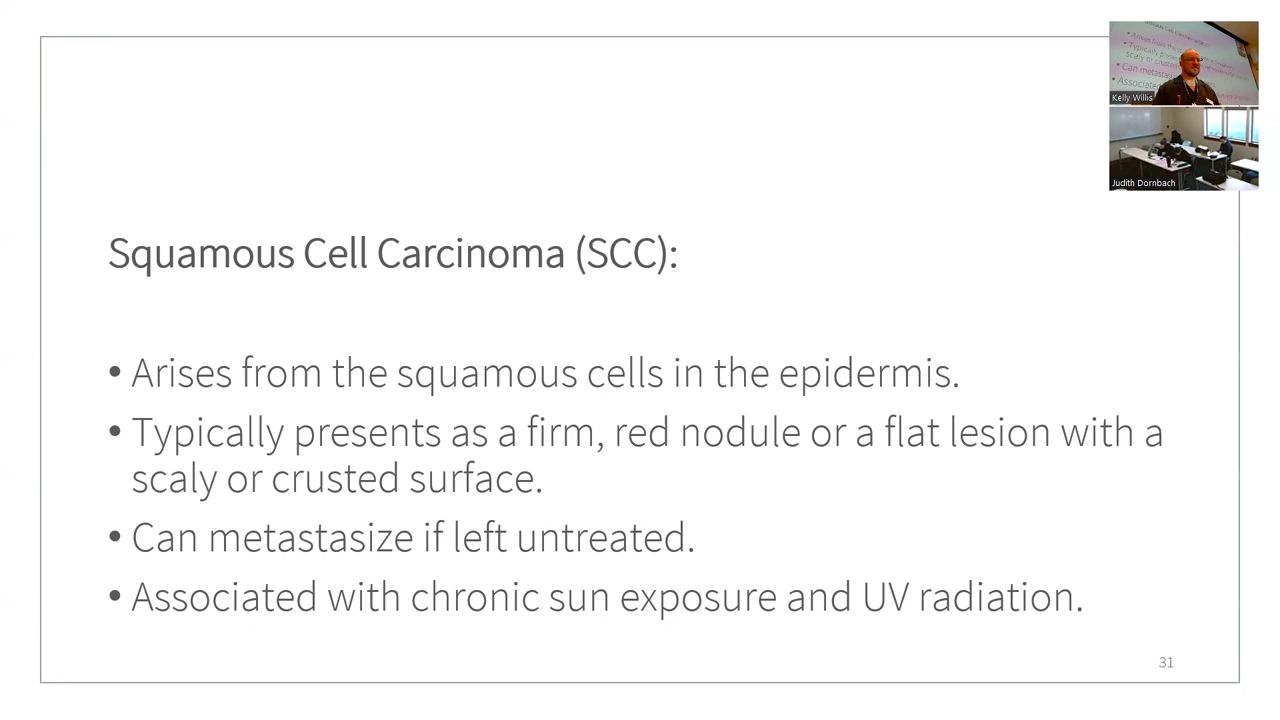 Kelly Willis
Judith Dornbach
Squamous Cell Carcinoma (SCC):
• Arises from the squamous cells in the epidermis.
• Typically presents as a firm, red nodule or a flat lesion with a
scaly or crusted surface.
• Can metastasize if left untreated.
• Associated with chronic sun exposure and UV radiation.
31